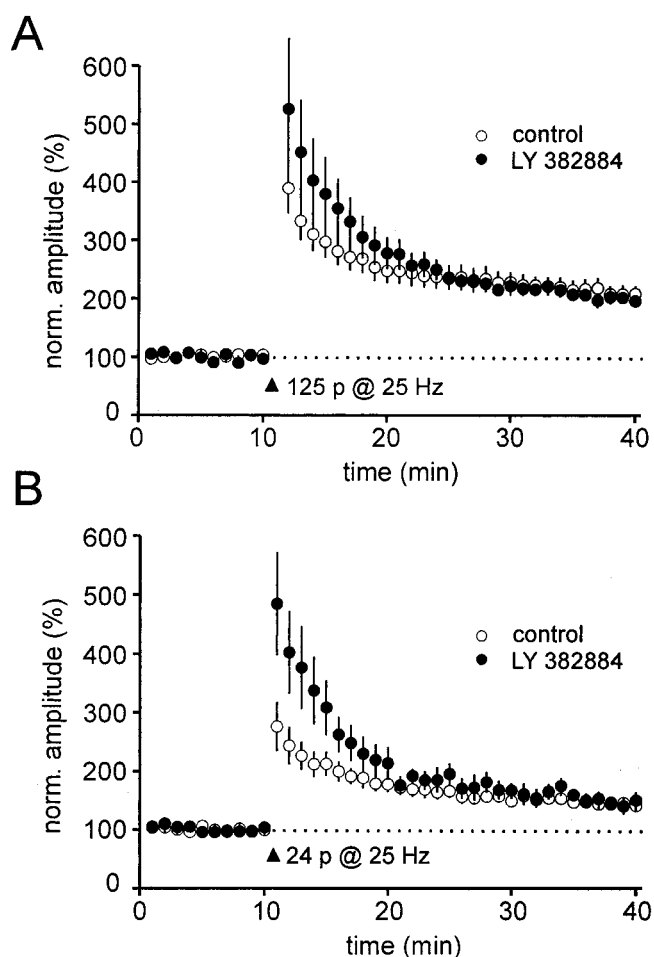 A
600
500
400
300
200
100
0
norm. amplitude (%)
control
LY 382884
125 p @ 25 Hz
0 10 20 30 40
time (min)
B
600
500
400
300
200
100
0
norm. amplitude (%)
control
LY 382884
24 p @ 25 Hz
0 10 20 30 40
time (min)